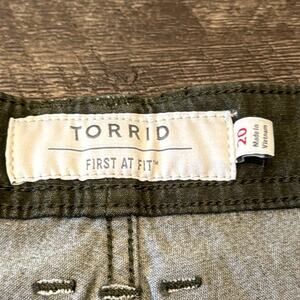 TORRID
FIRST AT FIT™
20
Made in
Vietnam